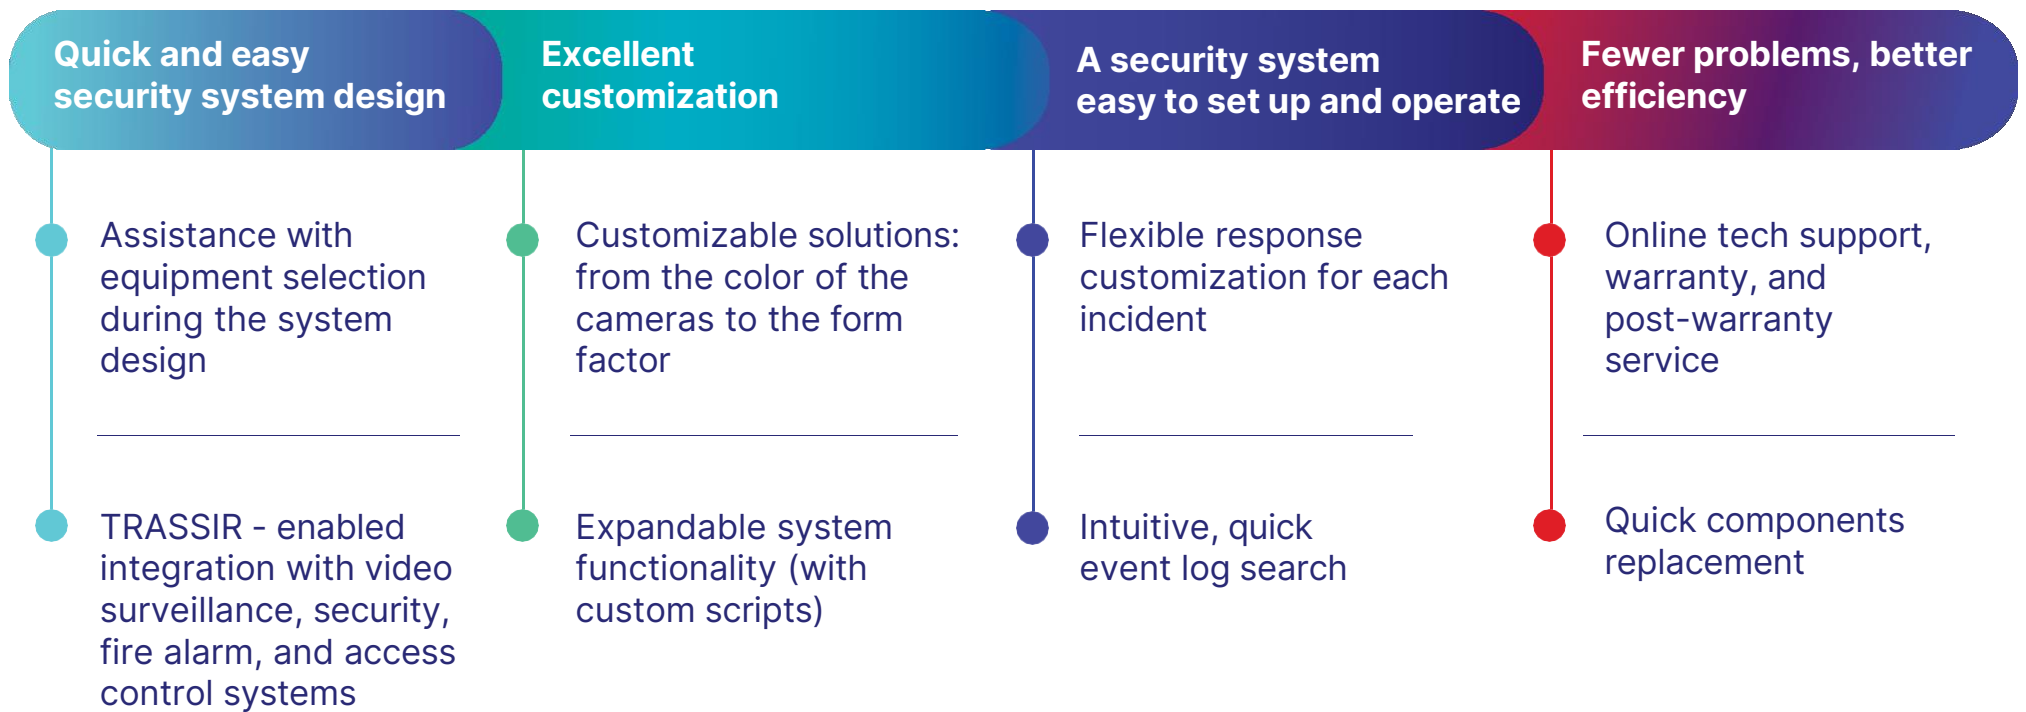 Quick and easy
security system design
Assistance with
equipment selection
during the system
design
TRASSIR - enabled
integration with video
surveillance, security,
fire alarm, and access
control systems
Excellent
customization
Customizable solutions:
from the color of the
cameras to the form
factor
Expandable system
functionality (with
custom scripts)
A security system
easy to set up and operate
Flexible response
customization for each
incident
Intuitive, quick
event log search
Fewer problems, better
efficiency
Online tech support,
warranty, and
post-warranty
service
Quick components
replacement